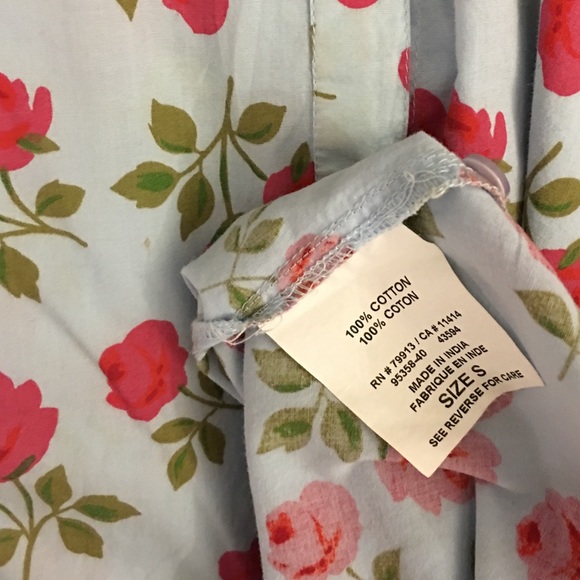 100% COTTON
100% COTON
RN # 79913 / CA # 11414
95358-40 43594
MADE IN INDIA
FABRIQUE EN INDE
SIZE S
SEE REVERSE FOR CARE